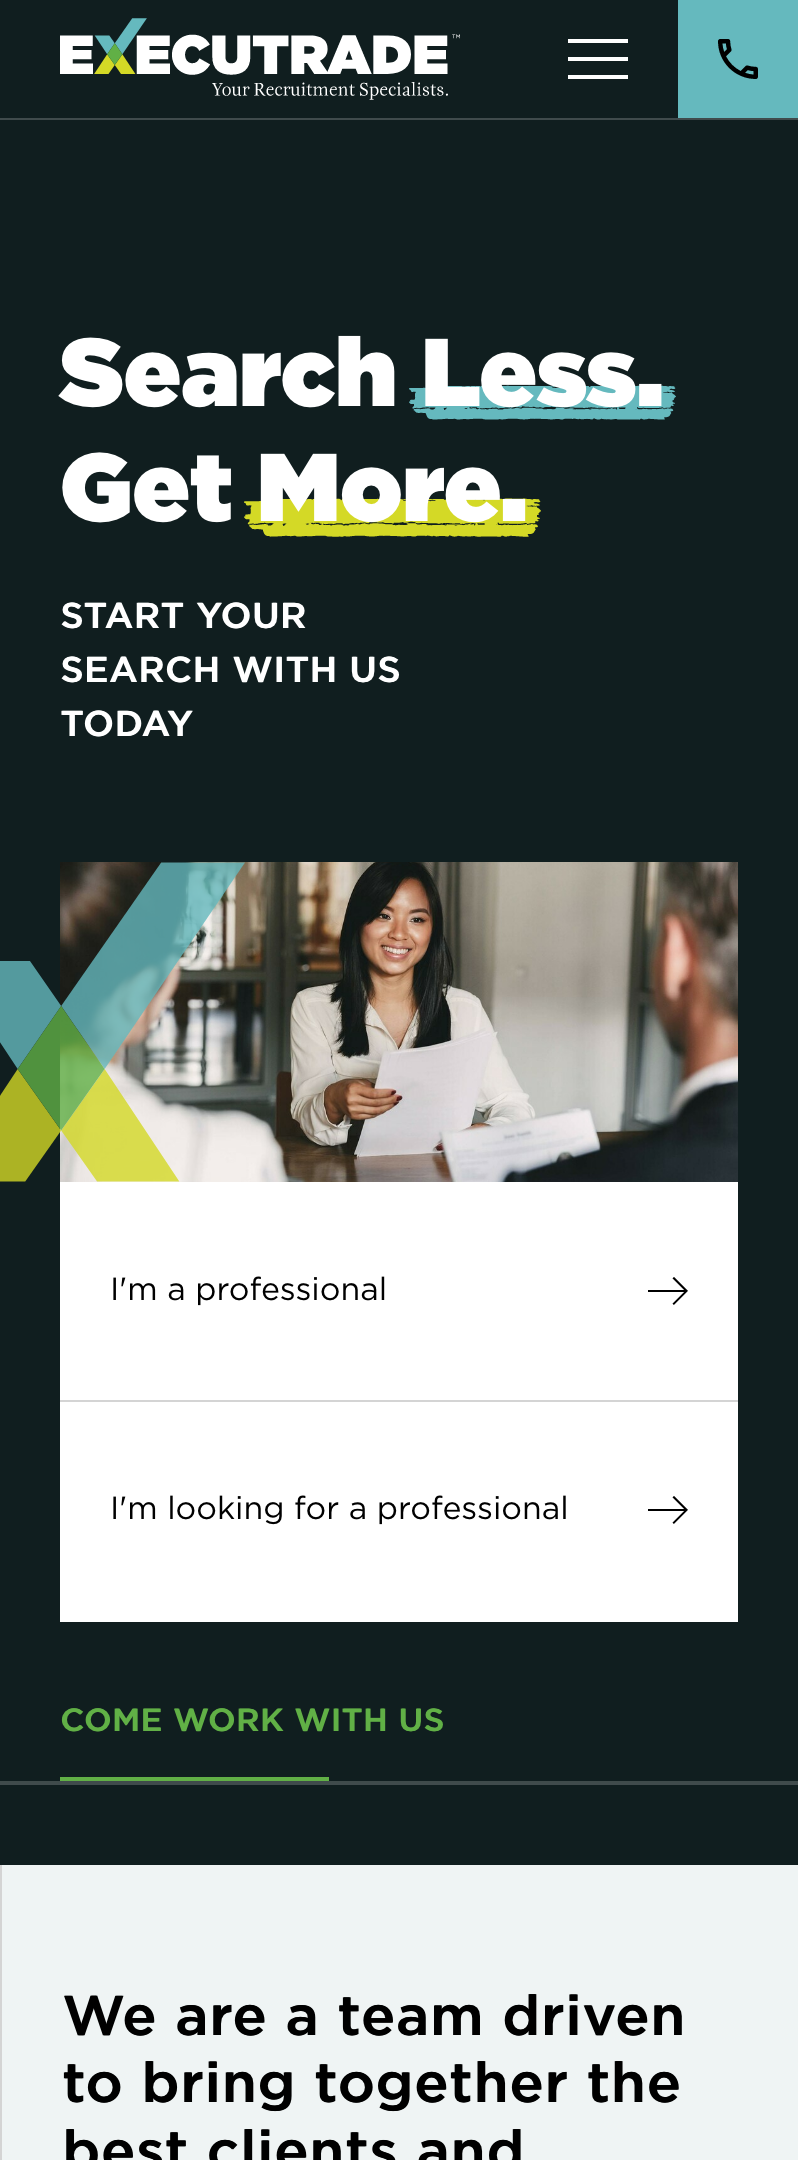 EXECUTRADE™
Your Recruitment Specialists.
Search Less.
Get More.
START YOUR
SEARCH WITH US
TODAY
I'm a professional
I'm looking for a professional
COME WORK WITH US
We are a team driven
to bring together the
best clients and